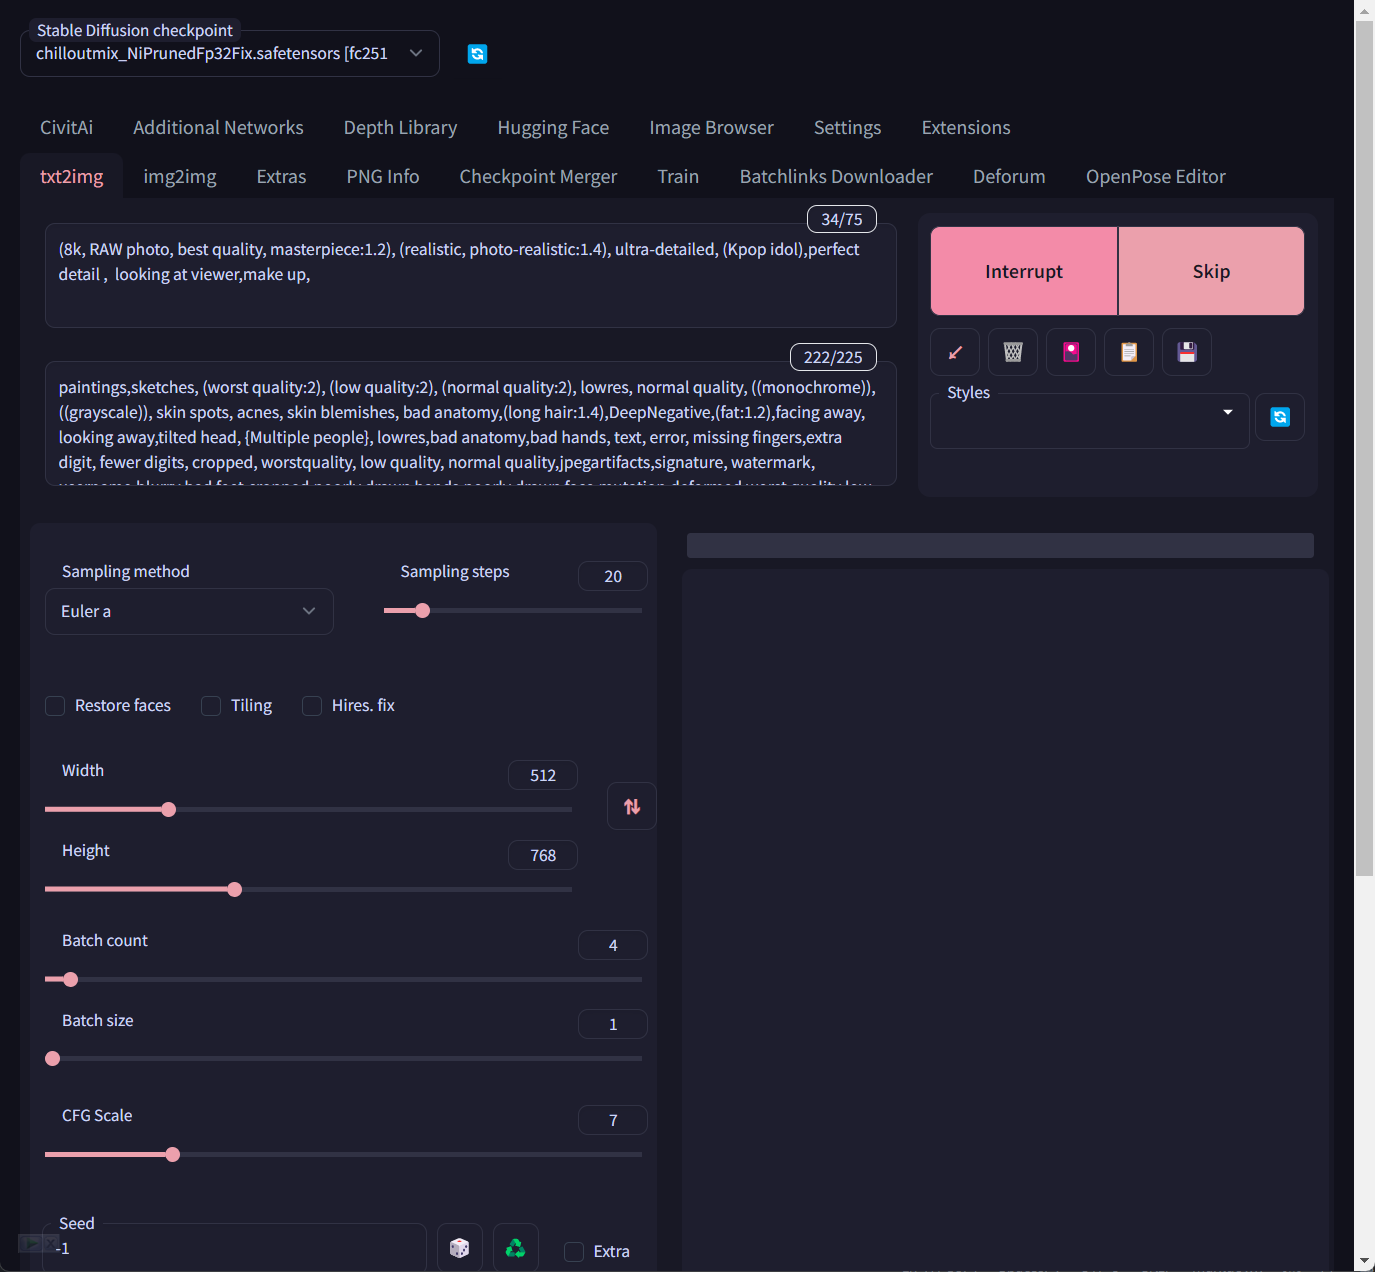 Stable Diffusion checkpoint
chilloutmix_NiPrunedFp32Fix.safetensors [fc251
CivitAi Additional Networks Depth Library Hugging Face Image Browser Settings Extensions
txt2img img2img Extras PNG Info Checkpoint Merger Train Batchlinks Downloader Deforum OpenPose Editor
34/75
(8k, RAW photo, best quality, masterpiece:1.2), (realistic, photo-realistic:1.4), ultra-detailed, (Kpop idol),perfect
detail ,  looking at viewer,make up,
Interrupt Skip
222/225
paintings,sketches, (worst quality:2), (low quality:2), (normal quality:2), lowres, normal quality, ((monochrome)),
((grayscale)), skin spots, acnes, skin blemishes, bad anatomy,(long hair:1.4),DeepNegative,(fat:1.2),facing away,
looking away,tilted head, {Multiple people}, lowres,bad anatomy,bad hands, text, error, missing fingers,extra
digit, fewer digits, cropped, worstquality, low quality, normal quality,jpegartifacts,signature, watermark,
Styles
Sampling method
Euler a
Sampling steps 20
Restore faces Tiling Hires. fix
Width 512
Height 768
Batch count 4
Batch size 1
CFG Scale 7
Seed
-1
Extra